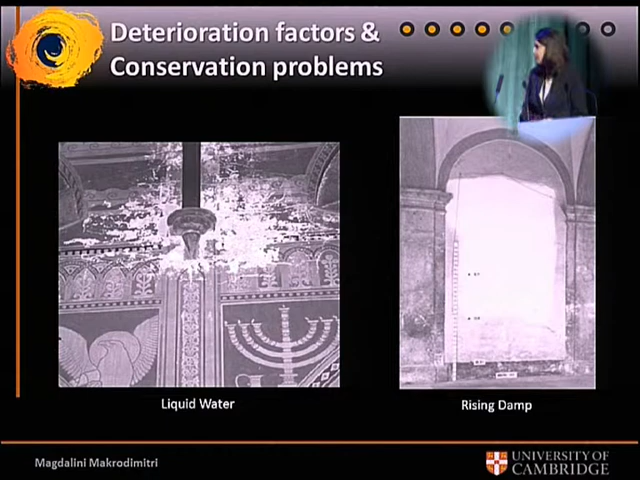 Deterioration factors &
Conservation problems
Liquid Water
Rising Damp
Magdalini Makrodimitri
UNIVERSITY OF
CAMBRIDGE